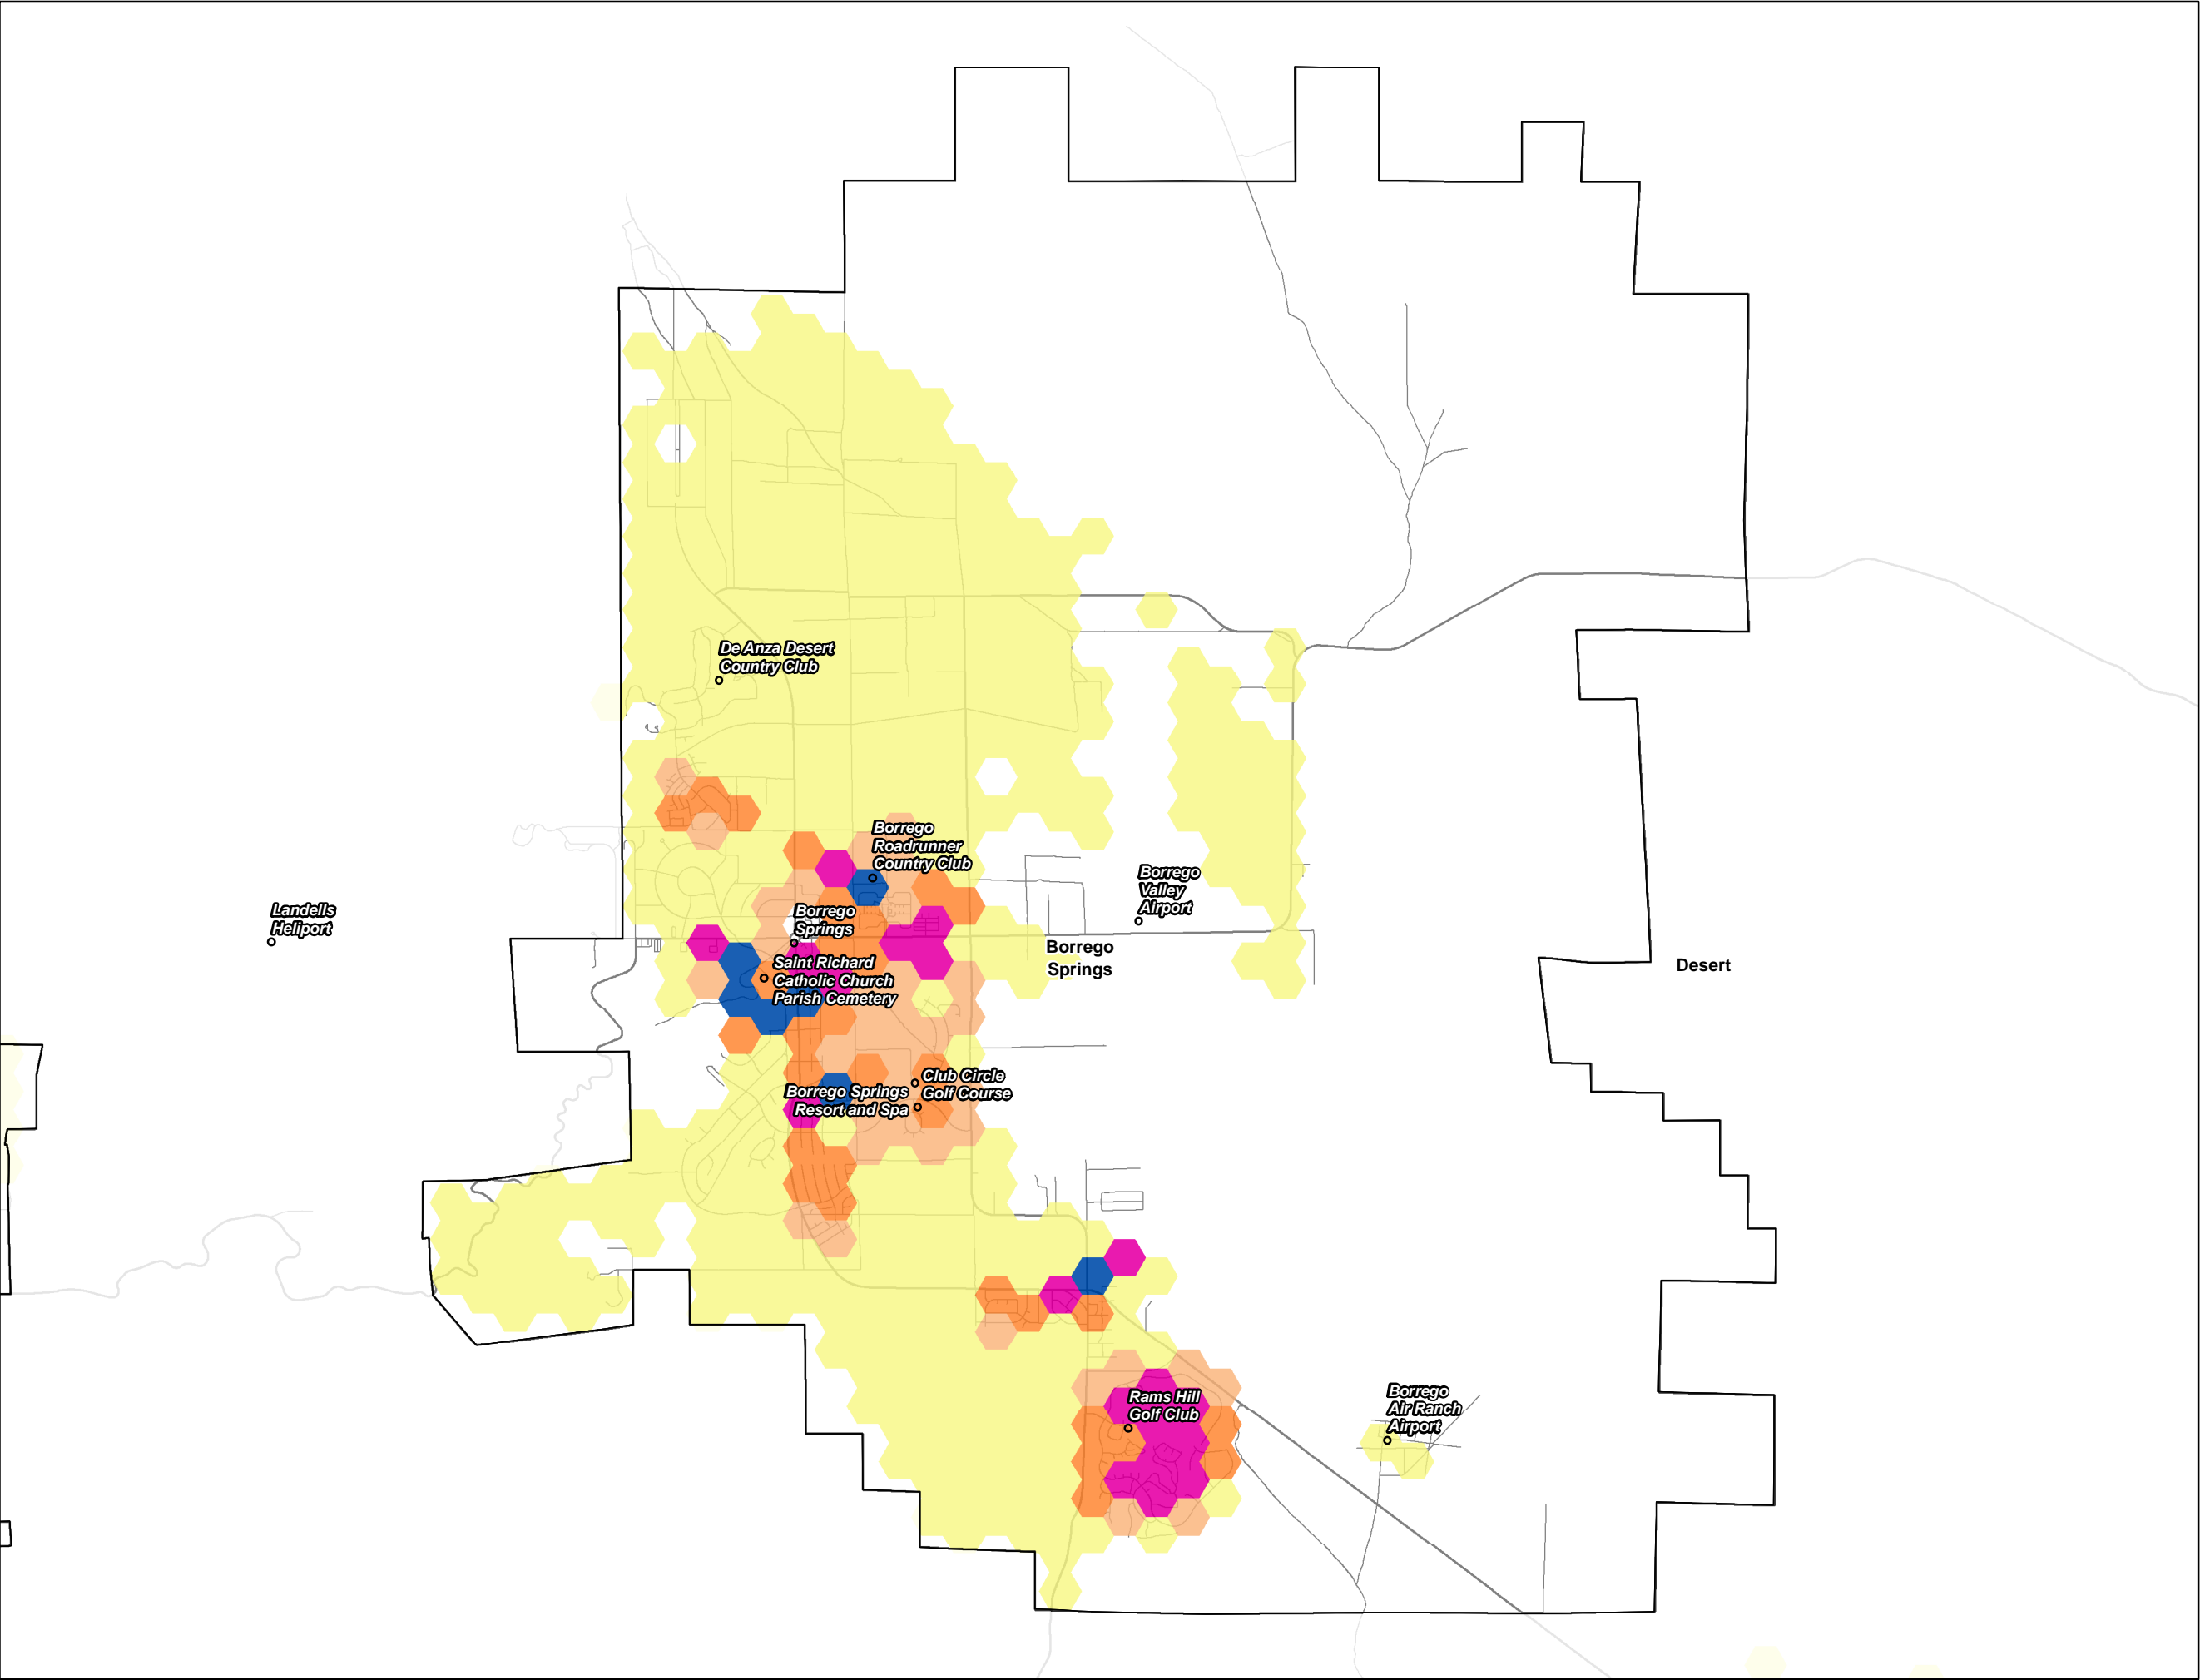 De Anza Desert
Country Club
Borrego
Roadrunner
Country Club
Borrego
Valley
Airport
Landells
Heliport
Borrego
Springs
Borrego
Springs
Desert
Saint Richard
Catholic Church
Parish Cemetery
Club Circle
Golf Course
Borrego Springs
Resort and Spa
Rams Hill
Golf Club
Borrego
Air Ranch
Airport